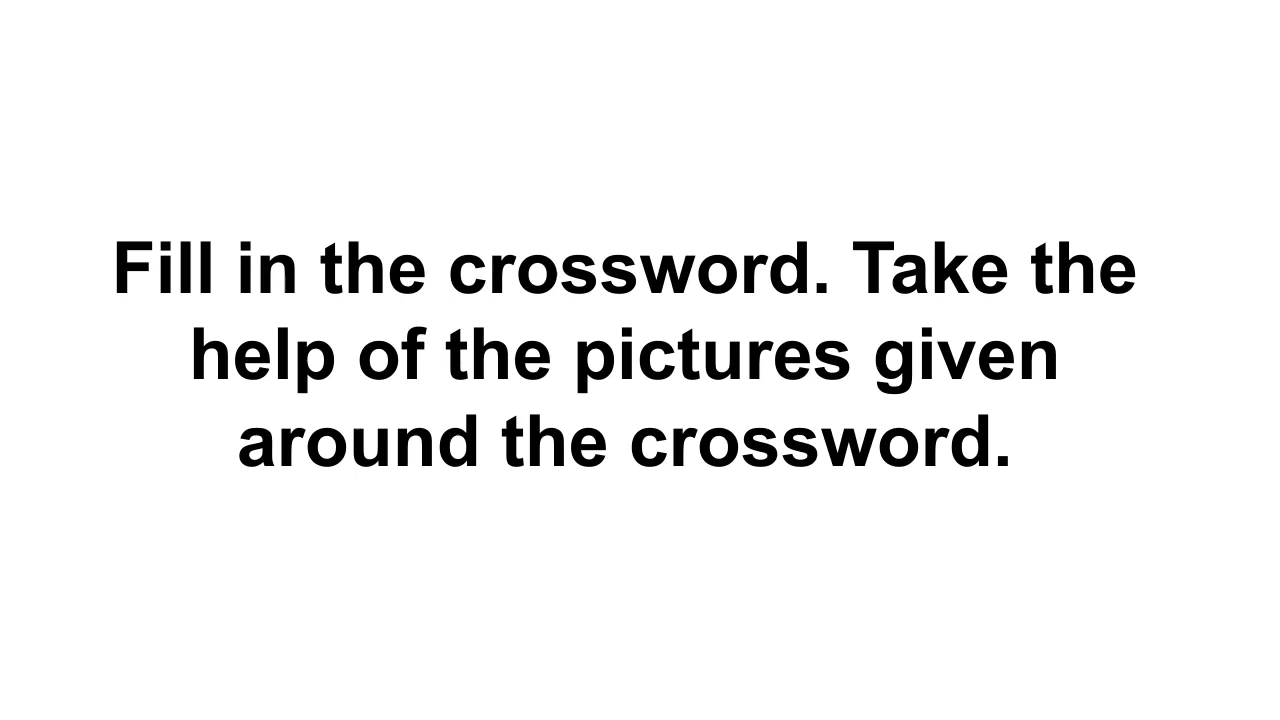 Fill in the crossword. Take the
help of the pictures given
around the crossword.